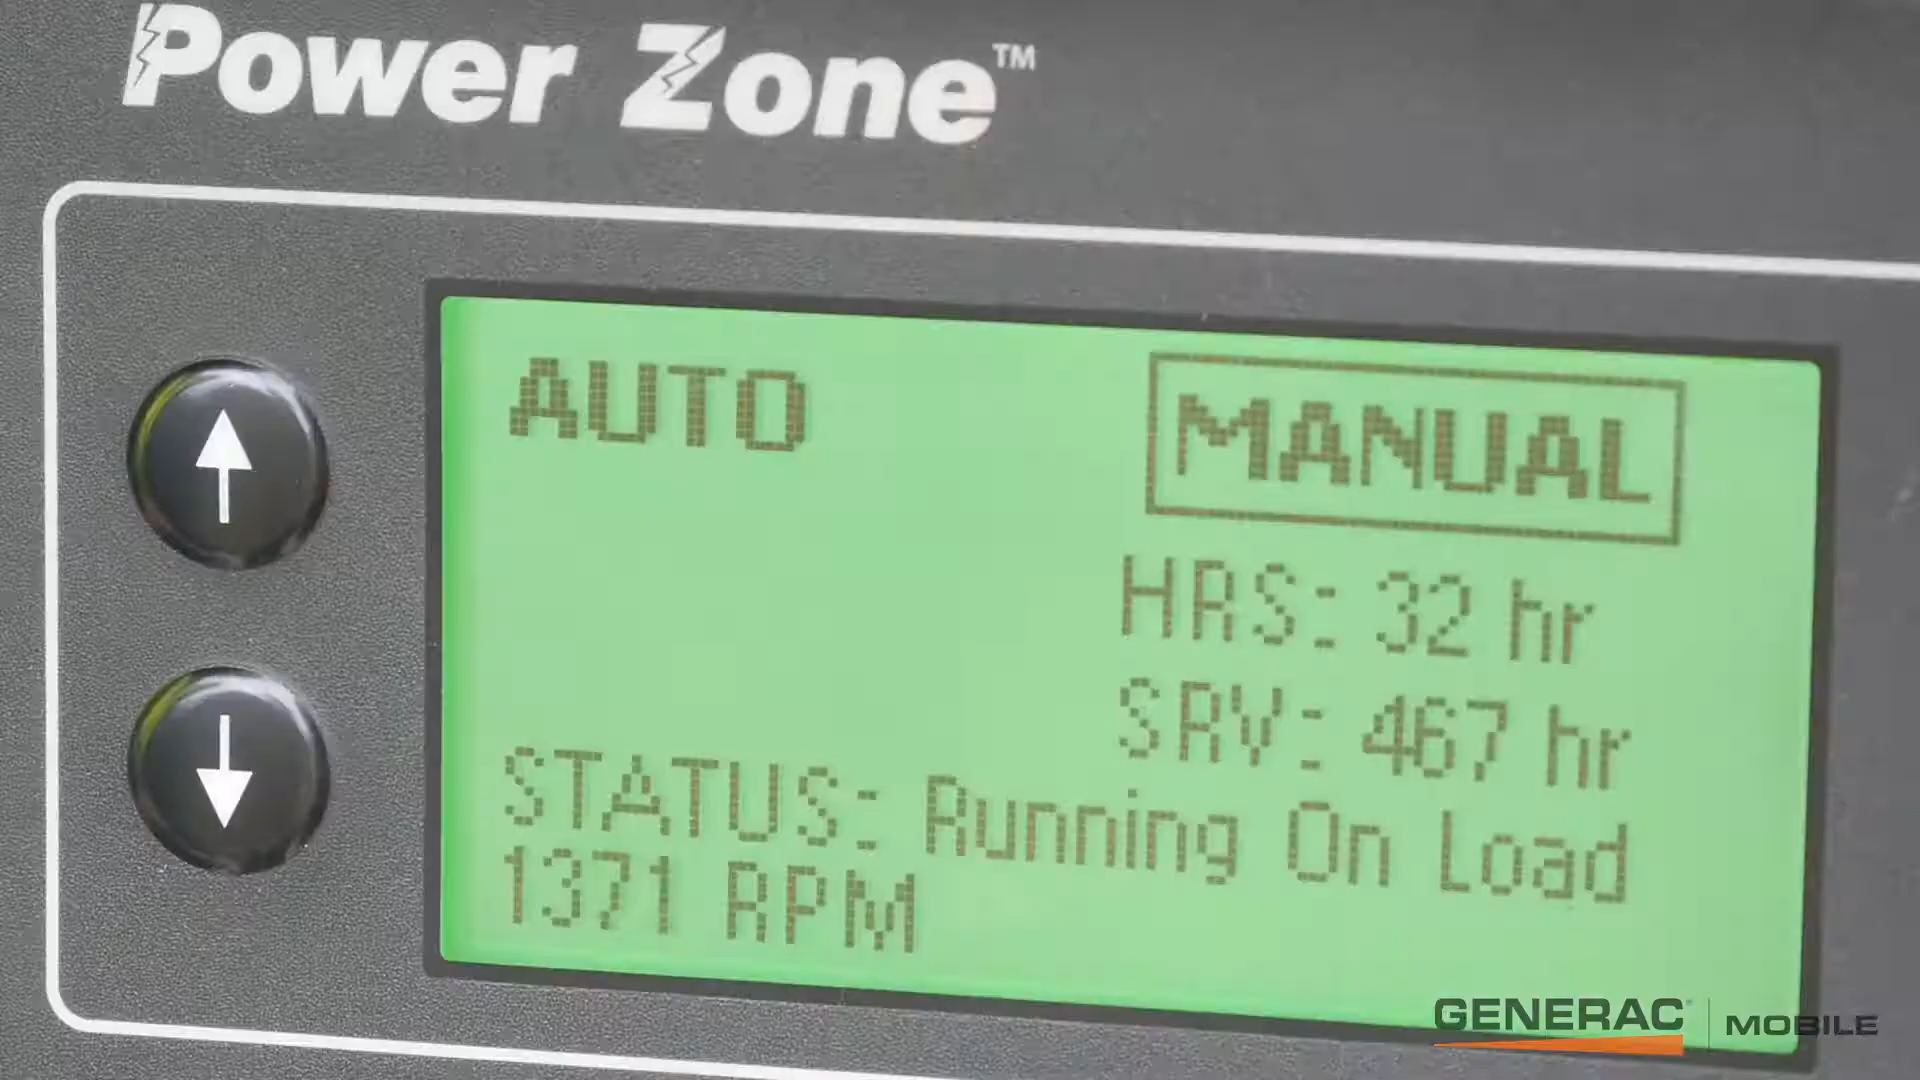 Power Zone™
AUTO
MANUAL
HRS: 32 hr
SRV: 467 hr
STATUS: Running On Load
1371 RPM
GENERAC MOBILE